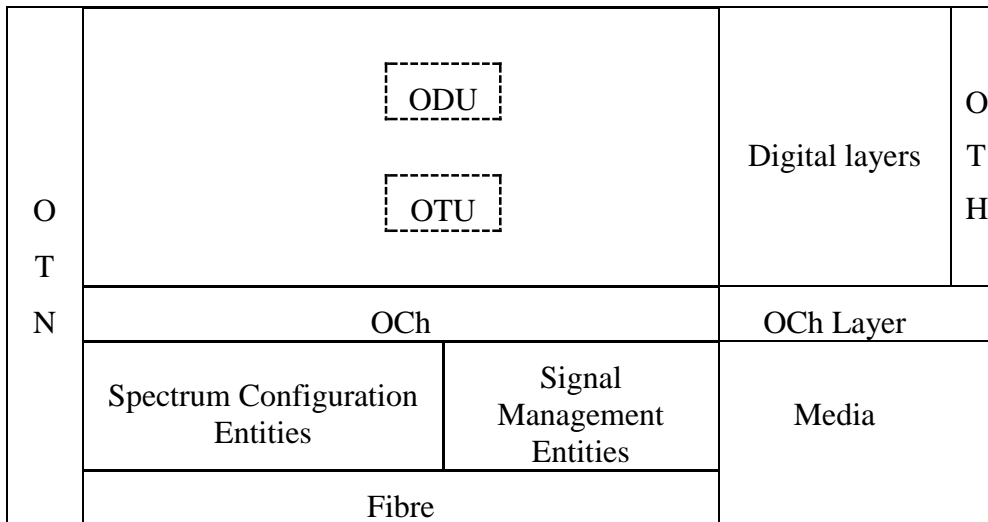 O
T
N
ODU
OTU
Digital layers
O
T
H
OCh
OCh Layer
Spectrum Configuration
Entities
Signal
Management
Entities
Media
Fibre